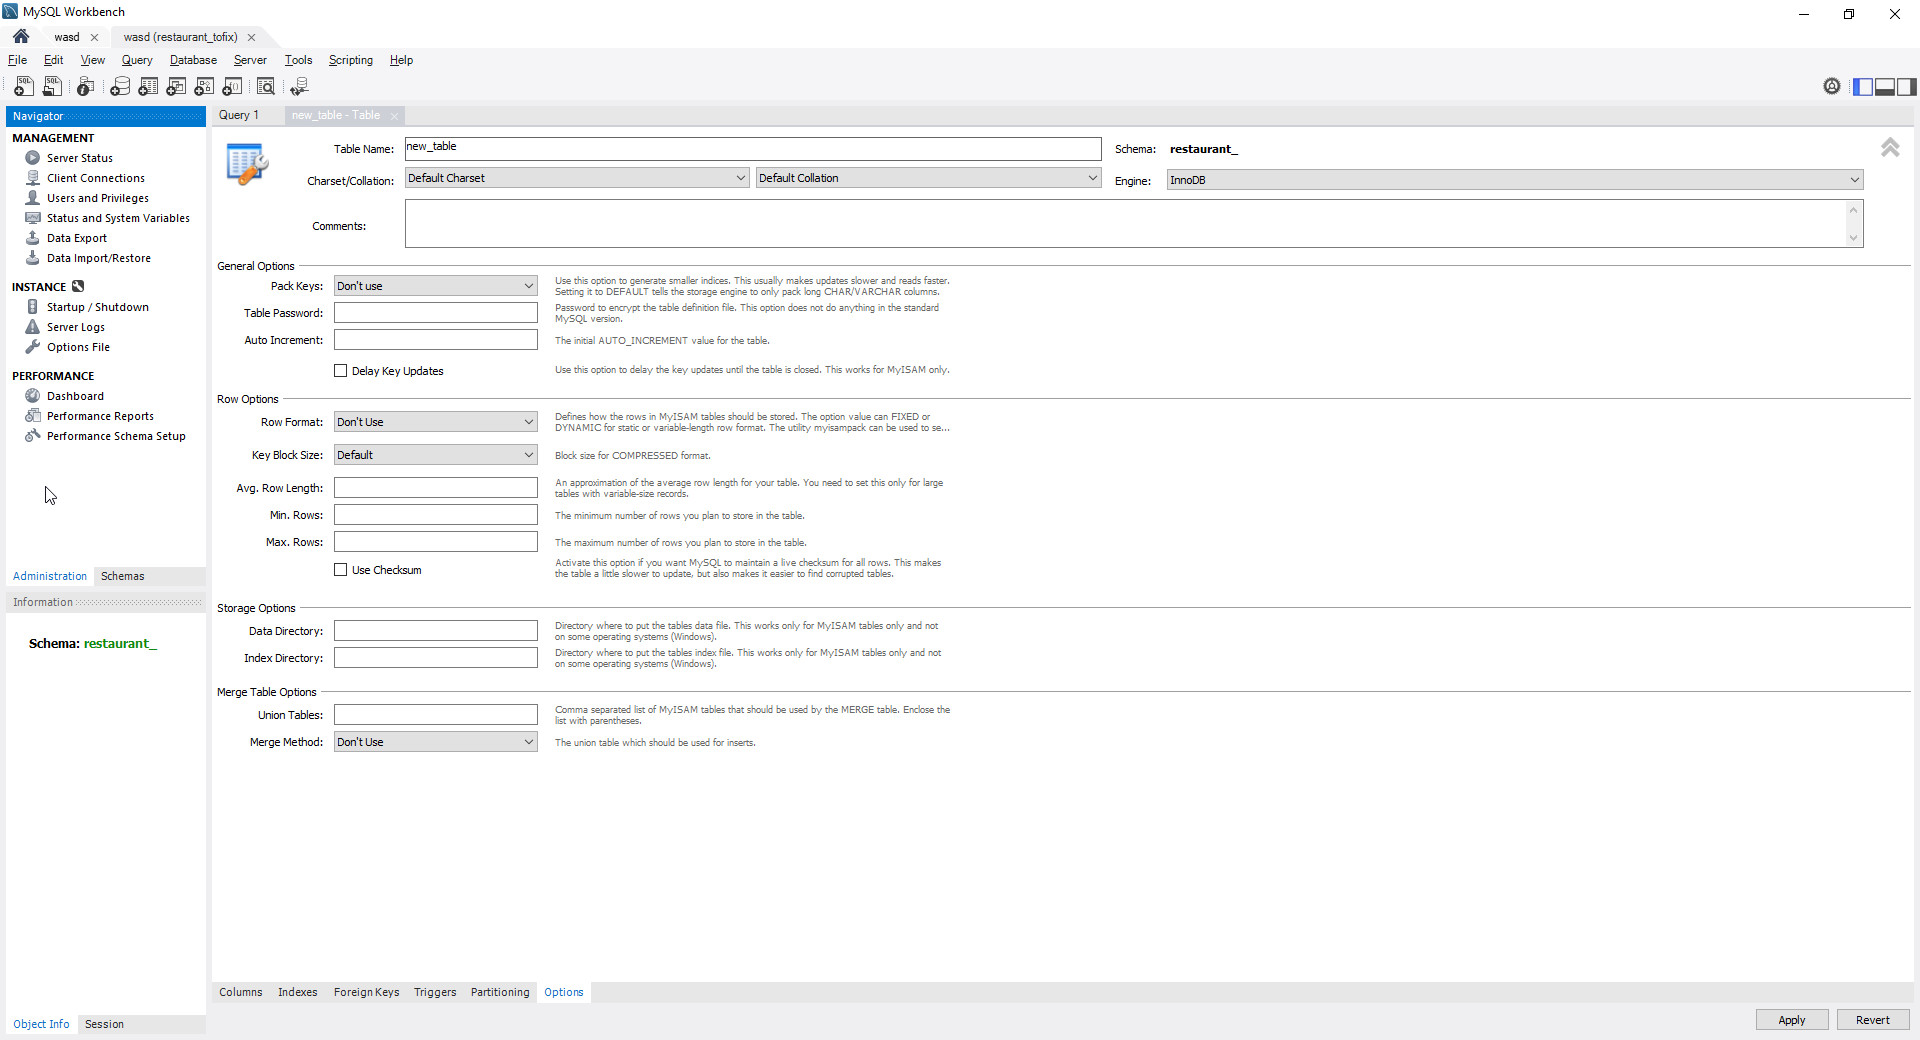 MySQL Workbench
wasd
wasd (restaurant_tofix)
File Edit View Query Database Server Tools Scripting Help
Navigator
MANAGEMENT
Server Status
Client Connections
Users and Privileges
Status and System Variables
Data Export
Data Import/Restore
INSTANCE
Startup / Shutdown
Server Logs
Options File
PERFORMANCE
Dashboard
Performance Reports
Performance Schema Setup
Administration Schemas
Information
Schema: restaurant_
Object Info Session
Query 1 new_table - Table
Table Name: new_table Schema: restaurant_
Charset/Collation: Default Charset Default Collation Engine: InnoDB
Comments:
General Options
Pack Keys: Don't use
Use this option to generate smaller indices. This usually makes updates slower and reads faster.
Setting it to DEFAULT tells the storage engine to only pack long CHAR/VARCHAR columns.
Table Password:
Password to encrypt the table definition file. This option does not do anything in the standard
MySQL version.
Auto Increment: The initial AUTO_INCREMENT value for the table.
Delay Key Updates Use this option to delay the key updates until the table is closed. This works for MyISAM only.
Row Options
Row Format: Don't Use
Defines how the rows in MyISAM tables should be stored. The option value can FIXED or
DYNAMIC for static or variable-length row format. The utility myisampack can be used to se...
Key Block Size: Default Block size for COMPRESSED format.
Avg. Row Length:
An approximation of the average row length for your table. You need to set this only for large
tables with variable-size records.
Min. Rows: The minimum number of rows you plan to store in the table.
Max. Rows: The maximum number of rows you plan to store in the table.
Use Checksum
Activate this option if you want MySQL to maintain a live checksum for all rows. This makes
the table a little slower to update, but also makes it easier to find corrupted tables.
Storage Options
Data Directory:
Directory where to put the tables data file. This works only for MyISAM tables only and not
on some operating systems (Windows).
Index Directory:
Directory where to put the tables index file. This works only for MyISAM tables only and not
on some operating systems (Windows).
Merge Table Options
Union Tables:
Comma separated list of MyISAM tables that should be used by the MERGE table. Enclose the
list with parentheses.
Merge Method: Don't Use The union table which should be used for inserts.
Columns Indexes Foreign Keys Triggers Partitioning Options
Apply Revert